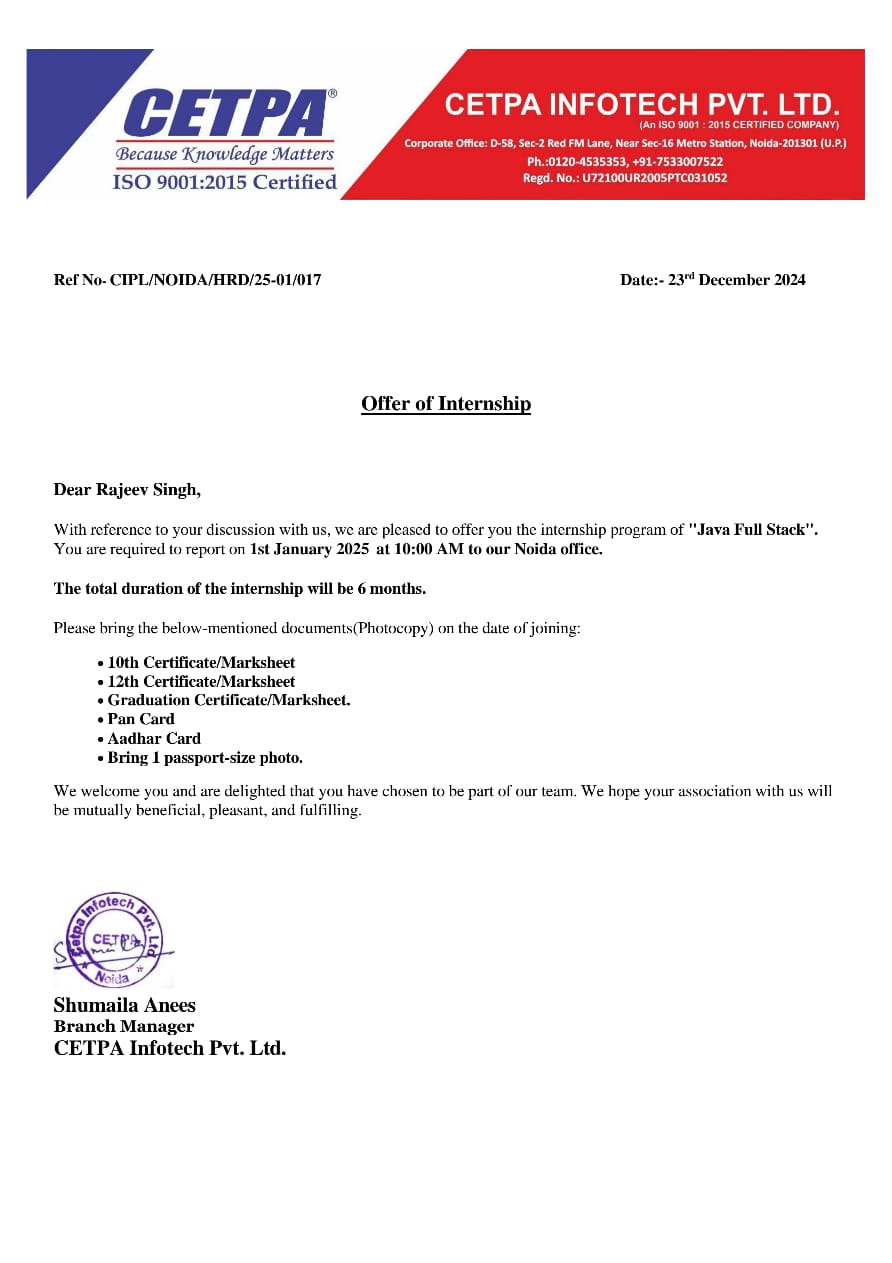 CETPA®
Because Knowledge Matters
ISO 9001:2015 Certified
CETPA INFOTECH PVT. LTD.
(An ISO 9001 : 2015 CERTIFIED COMPANY)
Corporate Office: D-58, Sec-2 Red FM Lane, Near Sec-16 Metro Station, Noida-201301 (U.P.)
Ph.:0120-4535353, +91-7533007522
Regd. No.: U72100UR2005PTC031052
Ref No- CIPL/NOIDA/HRD/25-01/017 Date:- 23rd December 2024
Offer of Internship
Dear Rajeev Singh,
With reference to your discussion with us, we are pleased to offer you the internship program of "Java Full Stack".
You are required to report on 1st January 2025 at 10:00 AM to our Noida office.
The total duration of the internship will be 6 months.
Please bring the below-mentioned documents(Photocopy) on the date of joining:
• 10th Certificate/Marksheet
• 12th Certificate/Marksheet
• Graduation Certificate/Marksheet.
• Pan Card
• Aadhar Card
• Bring 1 passport-size photo.
We welcome you and are delighted that you have chosen to be part of our team. We hope your association with us will
be mutually beneficial, pleasant, and fulfilling.
Cetpa Infotech Pvt. Ltd
CETPA
Noida
Shumaila Anees
Branch Manager
CETPA Infotech Pvt. Ltd.